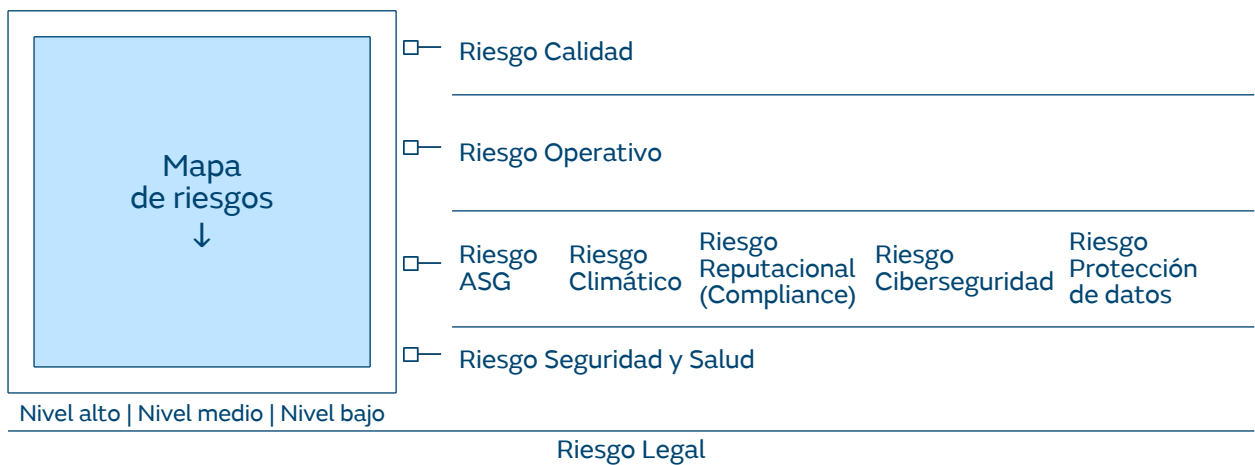 Mapa
de riesgos
↓
Riesgo Calidad
Riesgo Operativo
Riesgo
ASG
Riesgo
Climático
Riesgo
Reputacional
(Compliance)
Riesgo
Ciberseguridad
Riesgo
Protección
de datos
Riesgo Seguridad y Salud
Nivel alto | Nivel medio | Nivel bajo
Riesgo Legal